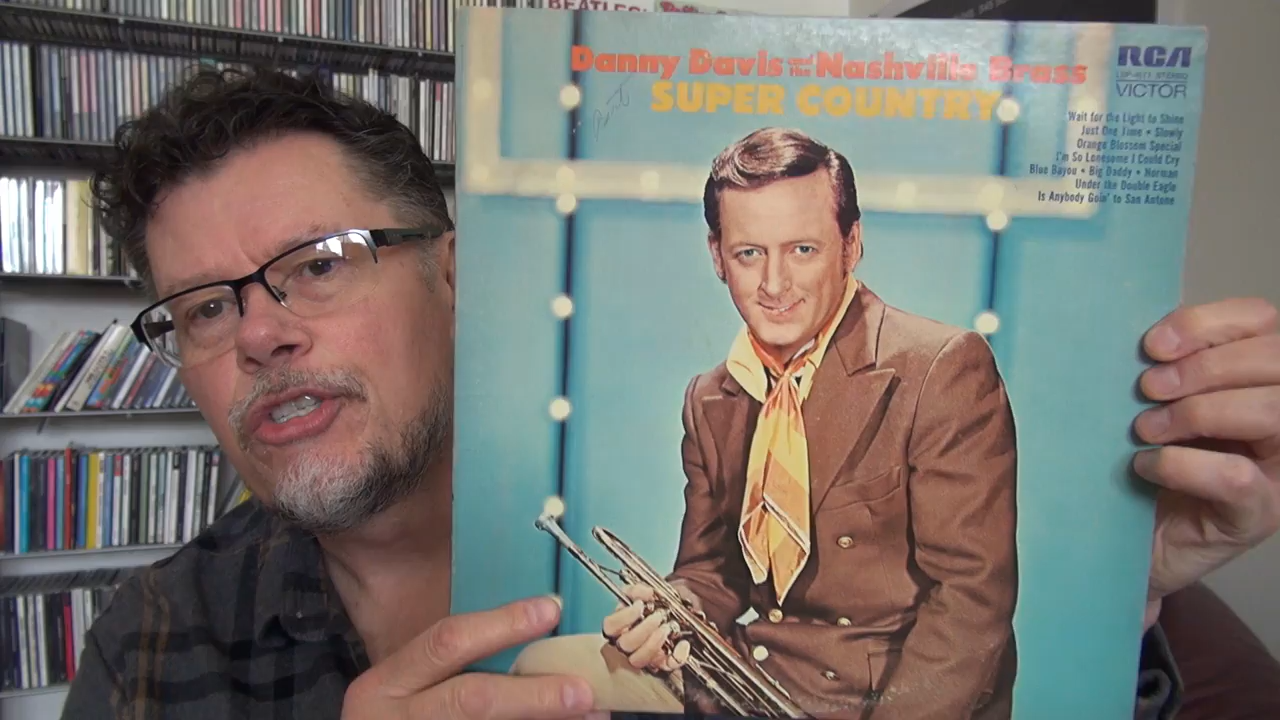 BEATLES
Danny Davis and the Nashville Brass
SUPER COUNTRY
RCA
STEREO
VICTOR
Wait for the Light to Shine
Just One Time • Slowly
Orange Blossom Special
I'm So Lonesome I Could Cry
Blue Bayou • Big Daddy • Norman
Under the Double Eagle
Is Anybody Goin' to San Antone